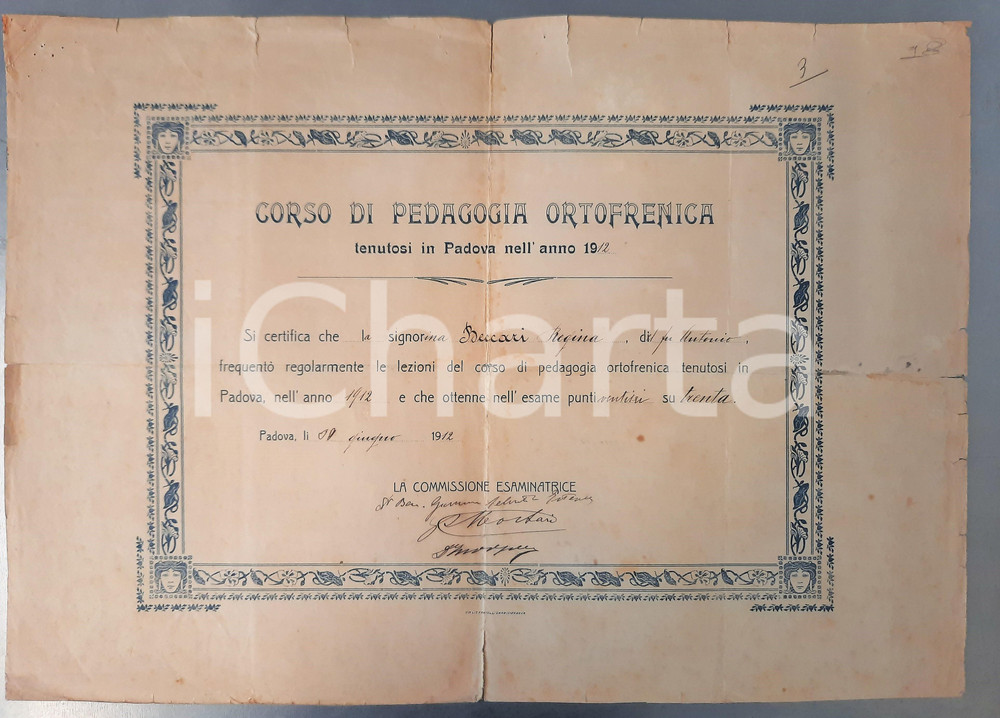 3
CORSO DI PEDAGOGIA ORTOFRENICA
tenutosi in Padova nell' anno 1912
iCharta
Si certifica che la signorina Beccari Regina, del fu Antonio,
frequentò regolarmente le lezioni del corso di pedagogia ortofrenica tenutosi in
Padova, nell' anno 1912 e che ottenne nell' esame punti ventisei su trenta.
Padova, li 30 giugno 1912
LA COMMISSIONE ESAMINATRICE